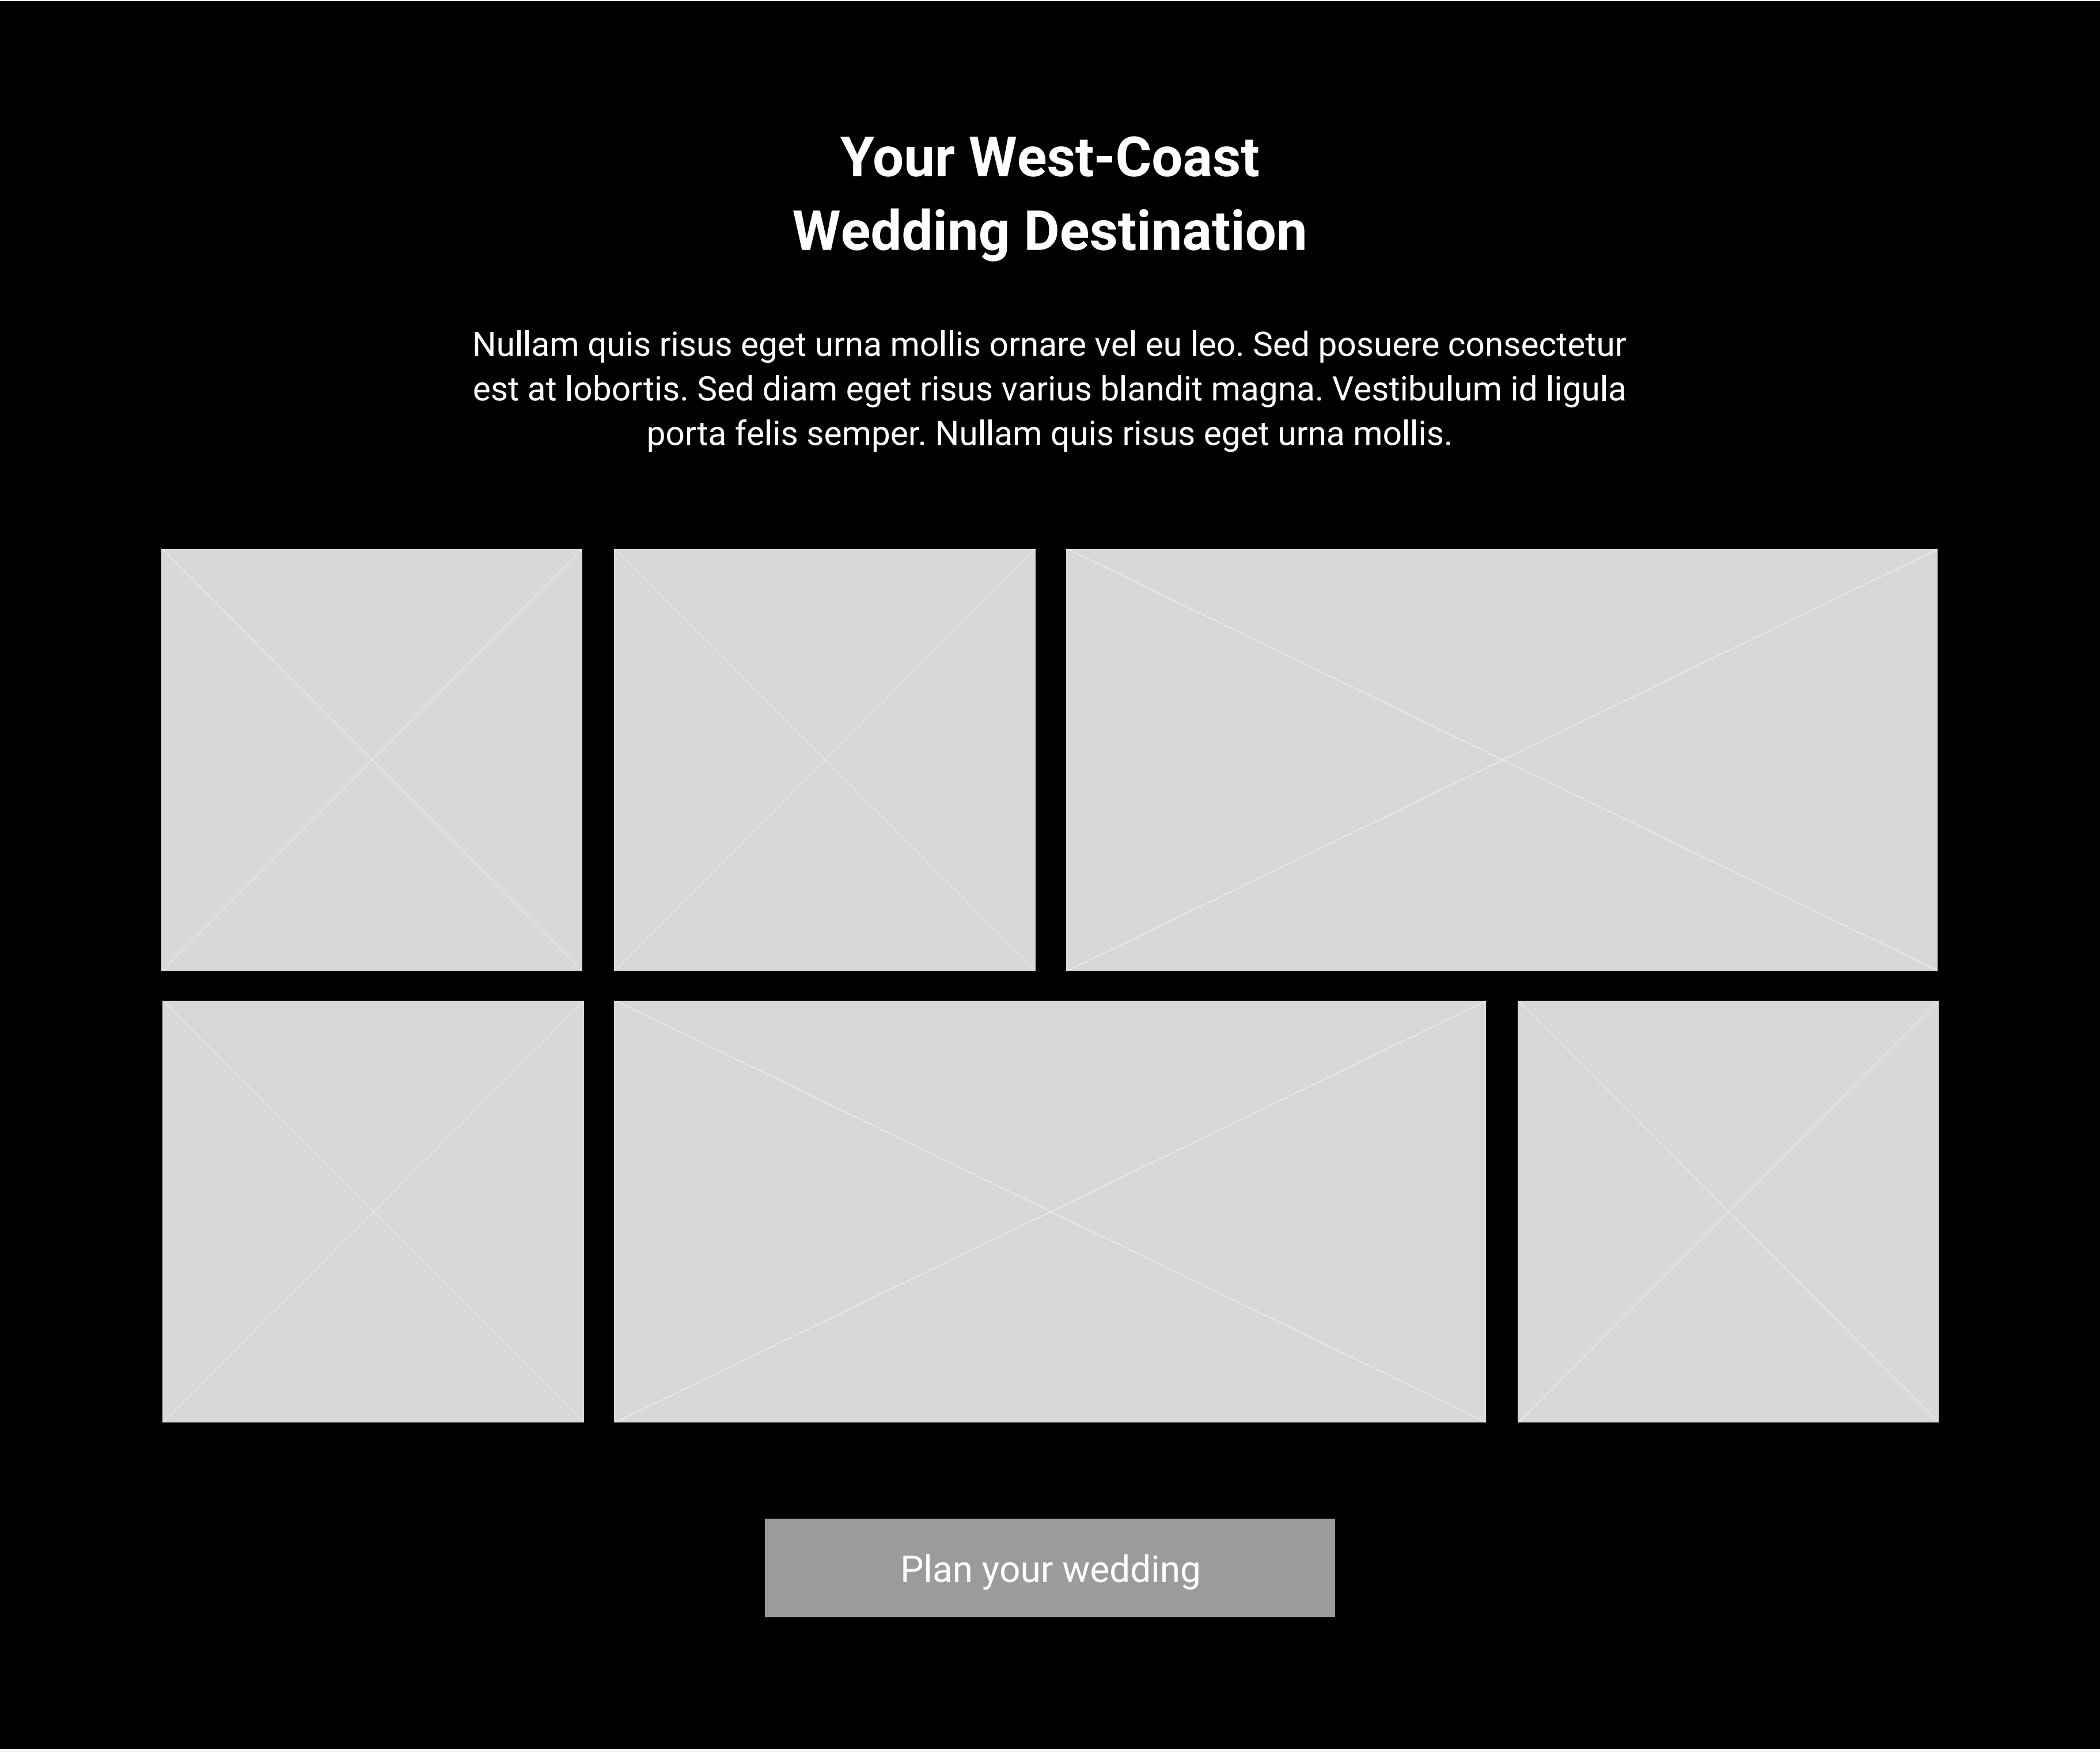 Your West-Coast
Wedding Destination
Nullam quis risus eget urna mollis ornare vel eu leo. Sed posuere consectetur
est at lobortis. Sed diam eget risus varius blandit magna. Vestibulum id ligula
porta felis semper. Nullam quis risus eget urna mollis.
Plan your wedding